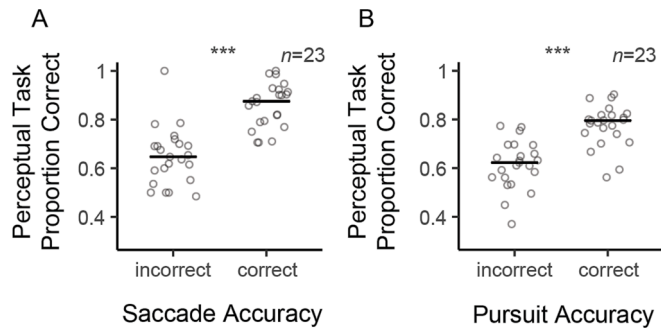 A
Perceptual Task
Proportion Correct
1
0.8
0.6
0.4
*** n=23
incorrect correct
Saccade Accuracy
B
Perceptual Task
Proportion Correct
1
0.8
0.6
0.4
*** n=23
incorrect correct
Pursuit Accuracy